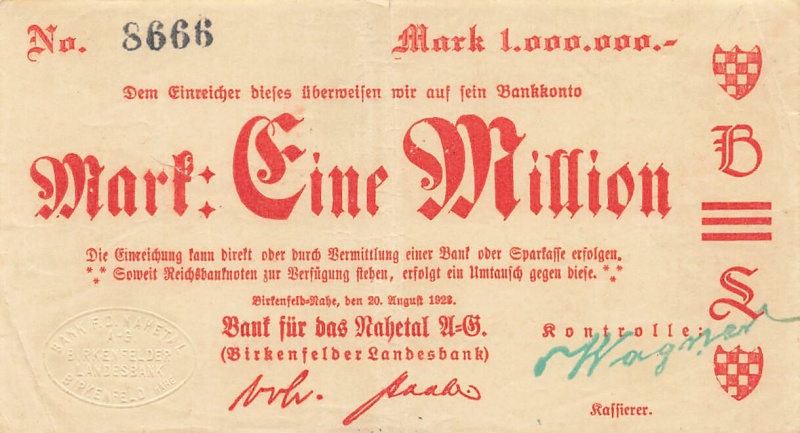 No. 8666
Mark 1.000.000.-
Dem Einreicher dieses überweisen wir auf sein Bankkonto
Mark: Eine Million
Die Einreichung kann direkt oder durch Vermittlung einer Bank oder Sparkasse erfolgen.
Soweit Reichsbanknoten zur Verfügung stehen, erfolgt ein Umtausch gegen diese.
Birkenfeld-Nahe, den 20. August 1923.
Bank für das Nahetal A=G.
(Birkenfelder Landesbank)
Kontrolle:
Wagner
Kassierer.
B
L
BANK F. D. NAHETAL
A G
BIRKENFELDER
LANDESBANK
BIRKENFELD NAHE